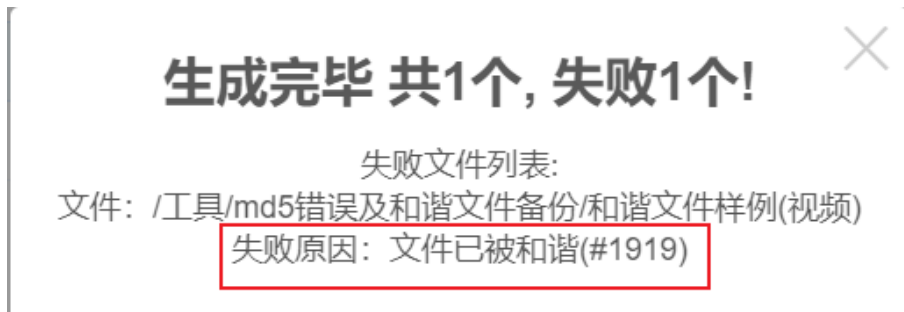 生成完毕 共1个, 失败1个!
失败文件列表:
文件：/工具/md5错误及和谐文件备份/和谐文件样例(视频)
失败原因：文件已被和谐(#1919)